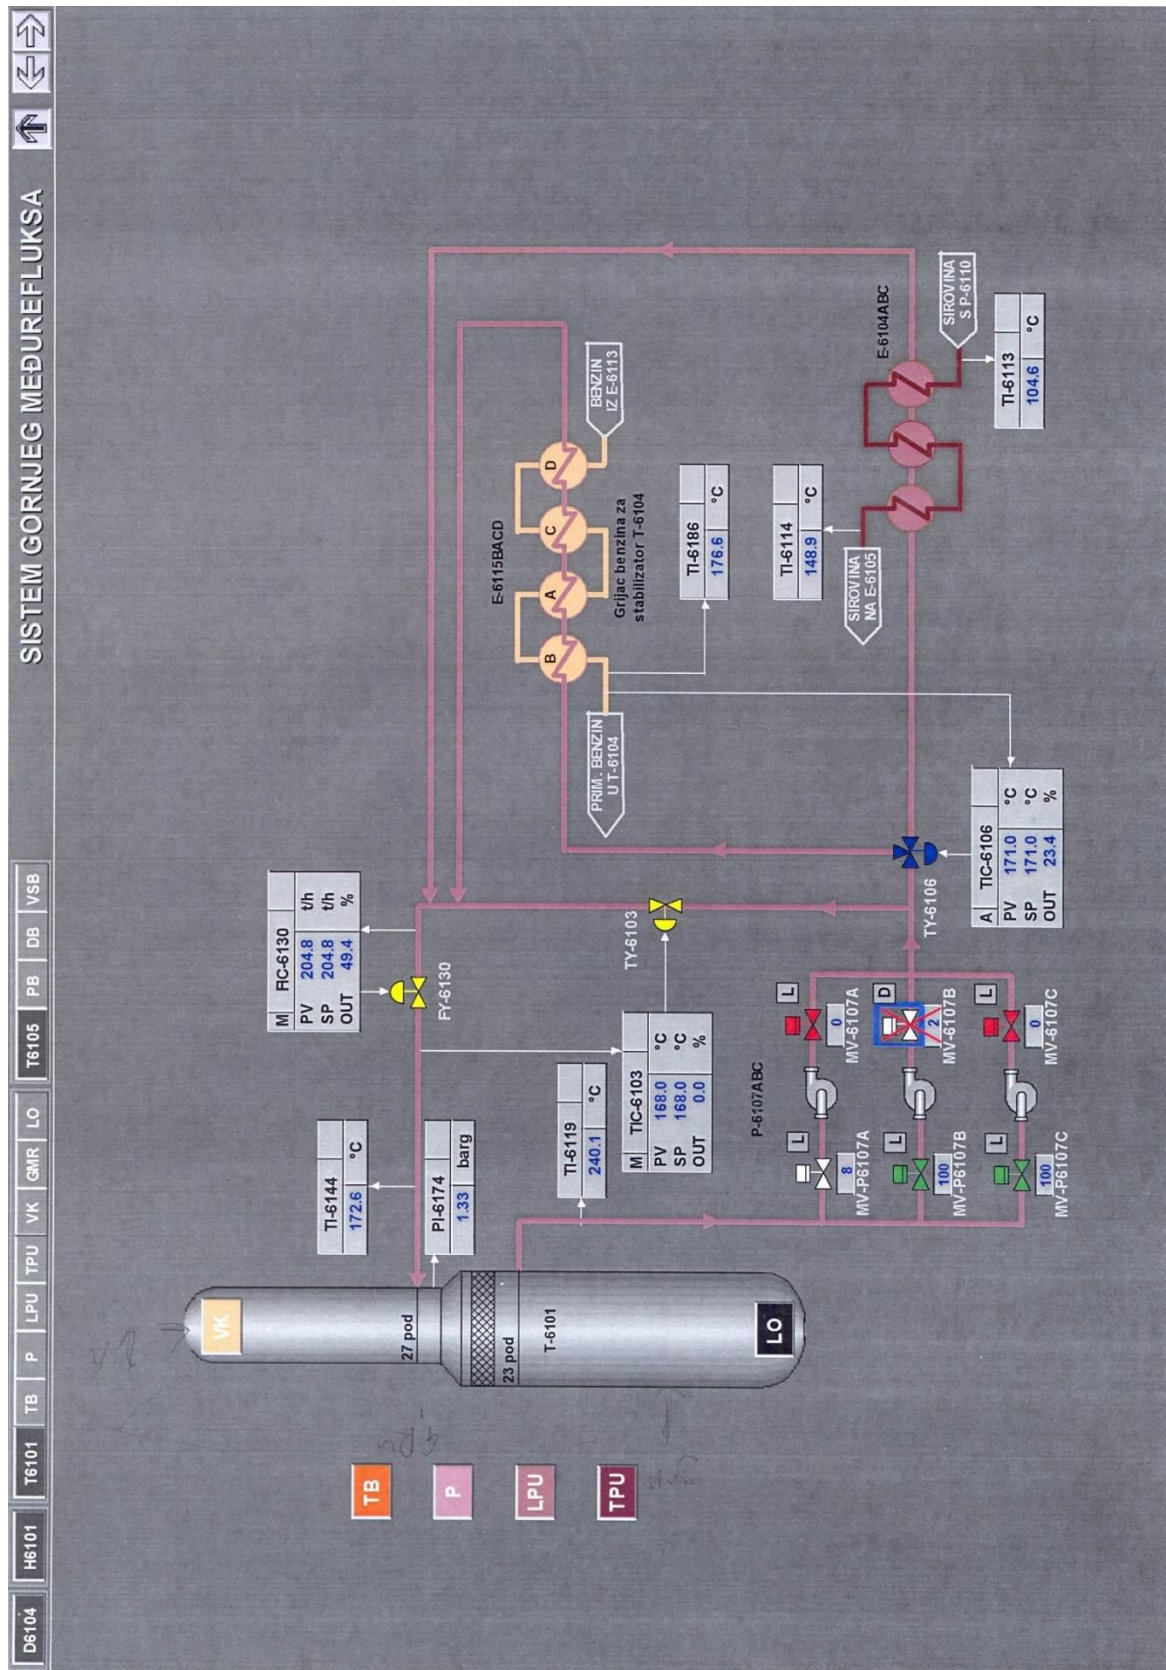 D6104 H6101 T6101 TB P LPU TPU VK GMR LO T6105 PB DB VSB
SISTEM GORNJEG MEĐUREFLUKSA
TB
P
LPU
TPU
VK
27 pod
23 pod
T-6101
LO
TI-6144
172.6 °C
PI-6174
1.33 barg
M FIC-6130
PV 204.8 t/h
SP 204.8 t/h
OUT 49.4 %
FY-6130
TI-6119
240.1 °C
M TIC-6103
PV 168.0 °C
SP 168.0 °C
OUT 0.0 %
TY-6103
P-6107ABC
L
8
MV-P6107A
L
100
MV-P6107B
L
100
MV-P6107C
L
0
MV-6107A
D
2
MV-6107B
L
0
MV-6107C
TY-6106
A TIC-6106
PV 171.0 °C
SP 171.0 °C
OUT 23.4 %
E-6115BACD
B A C D
PRIM. BENZIN
U T-6104
BENZIN
IZ E-6113
Grijac benzina za
stabilizator T-6104
TI-6186
176.6 °C
TI-6114
148.9 °C
SIROVINA
NA E-6105
E-6104ABC
SIROVINA
S P-6110
TI-6113
104.6 °C